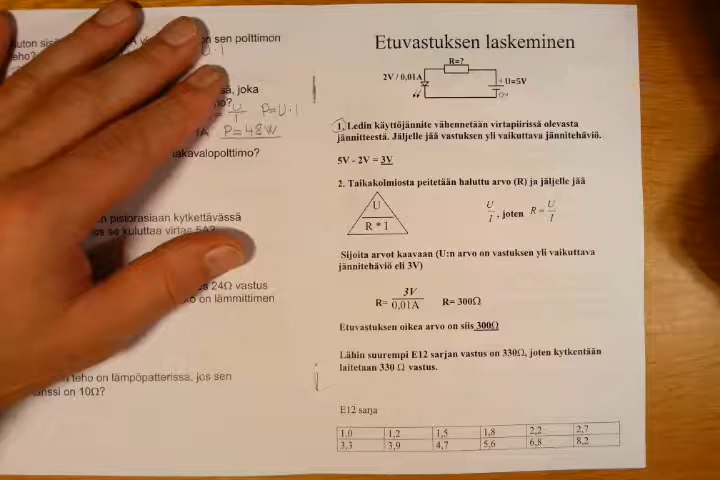 sen polttimon
joka
U
I
P=U·I
P=48W
akavalopolttimo?
n pistorasiaan kytkettävässä
os se kuluttaa virtaa 5A?
24Ω vastus
ko on lämmittimen
teho on lämpöpatterissa, jos sen
anssi on 10Ω?
Etuvastuksen laskeminen
R=?
2V / 0,01A
+ U=5V
1. Ledin käyttöjännite vähennetään virtapiirissä olevasta
jännitteestä. Jäljelle jää vastuksen yli vaikuttava jännitehäviö.
5V - 2V = 3V
2. Taikakolmiosta peitetään haluttu arvo (R) ja jäljelle jää
U
R * I
U
I , joten R = U
I
Sijoita arvot kaavaan (U:n arvo on vastuksen yli vaikuttava
jännitehäviö eli 3V)
3V
R= 0,01A R= 300Ω
Etuvastuksen oikea arvo on siis 300Ω
Lähin suurempi E12 sarjan vastus on 330Ω, joten kytkentään
laitetaan 330 Ω vastus.
E12 sarja
1,0 1,2 1,5 1,8 2,2 2,7
3,3 3,9 4,7 5,6 6,8 8,2